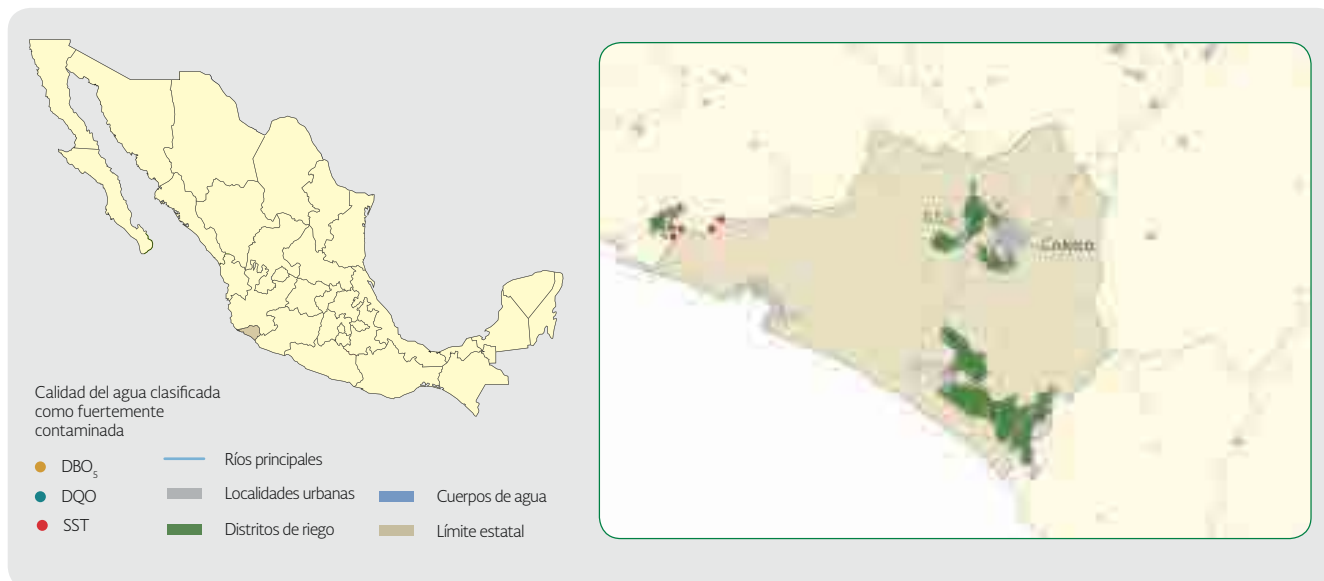 Calidad del agua clasificada
como fuertemente
contaminada
DBO₅
DQO
SST
Ríos principales
Localidades urbanas
Distritos de riego
Cuerpos de agua
Límite estatal